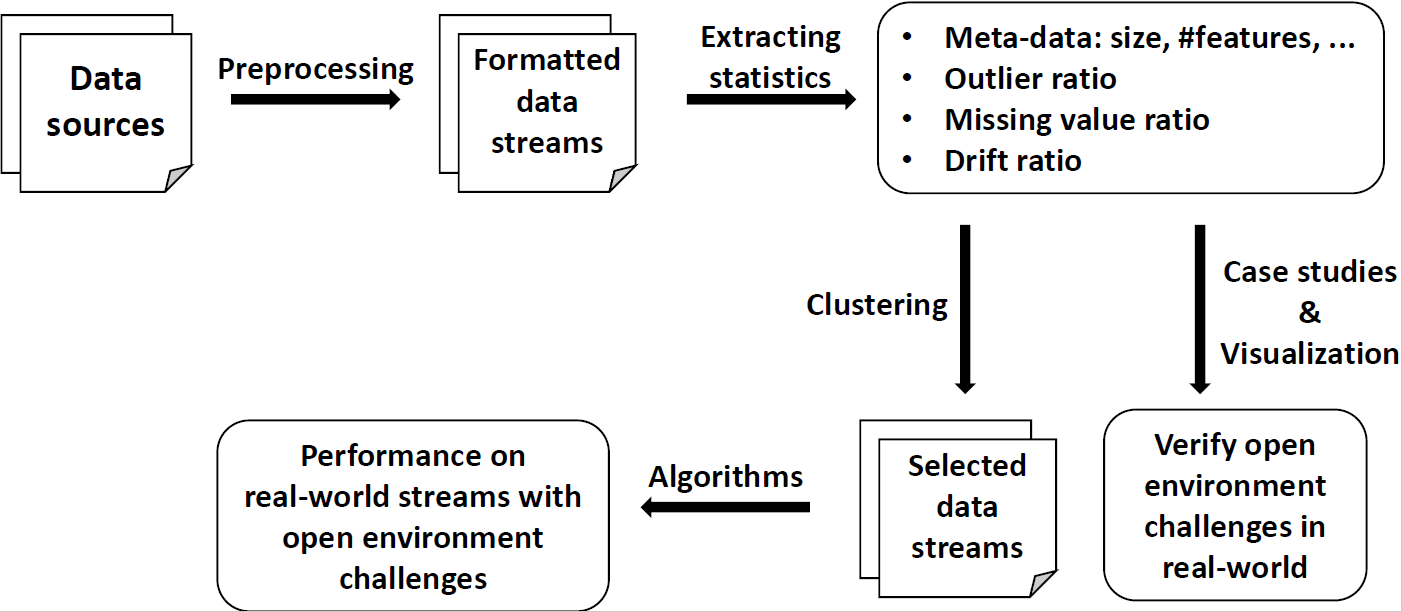 Data
sources
Preprocessing
Formatted
data
streams
Extracting
statistics
• Meta-data: size, #features, ...
• Outlier ratio
• Missing value ratio
• Drift ratio
Clustering
Case studies
&
Visualization
Selected
data
streams
Verify open
environment
challenges in
real-world
Algorithms
Performance on
real-world streams with
open environment
challenges